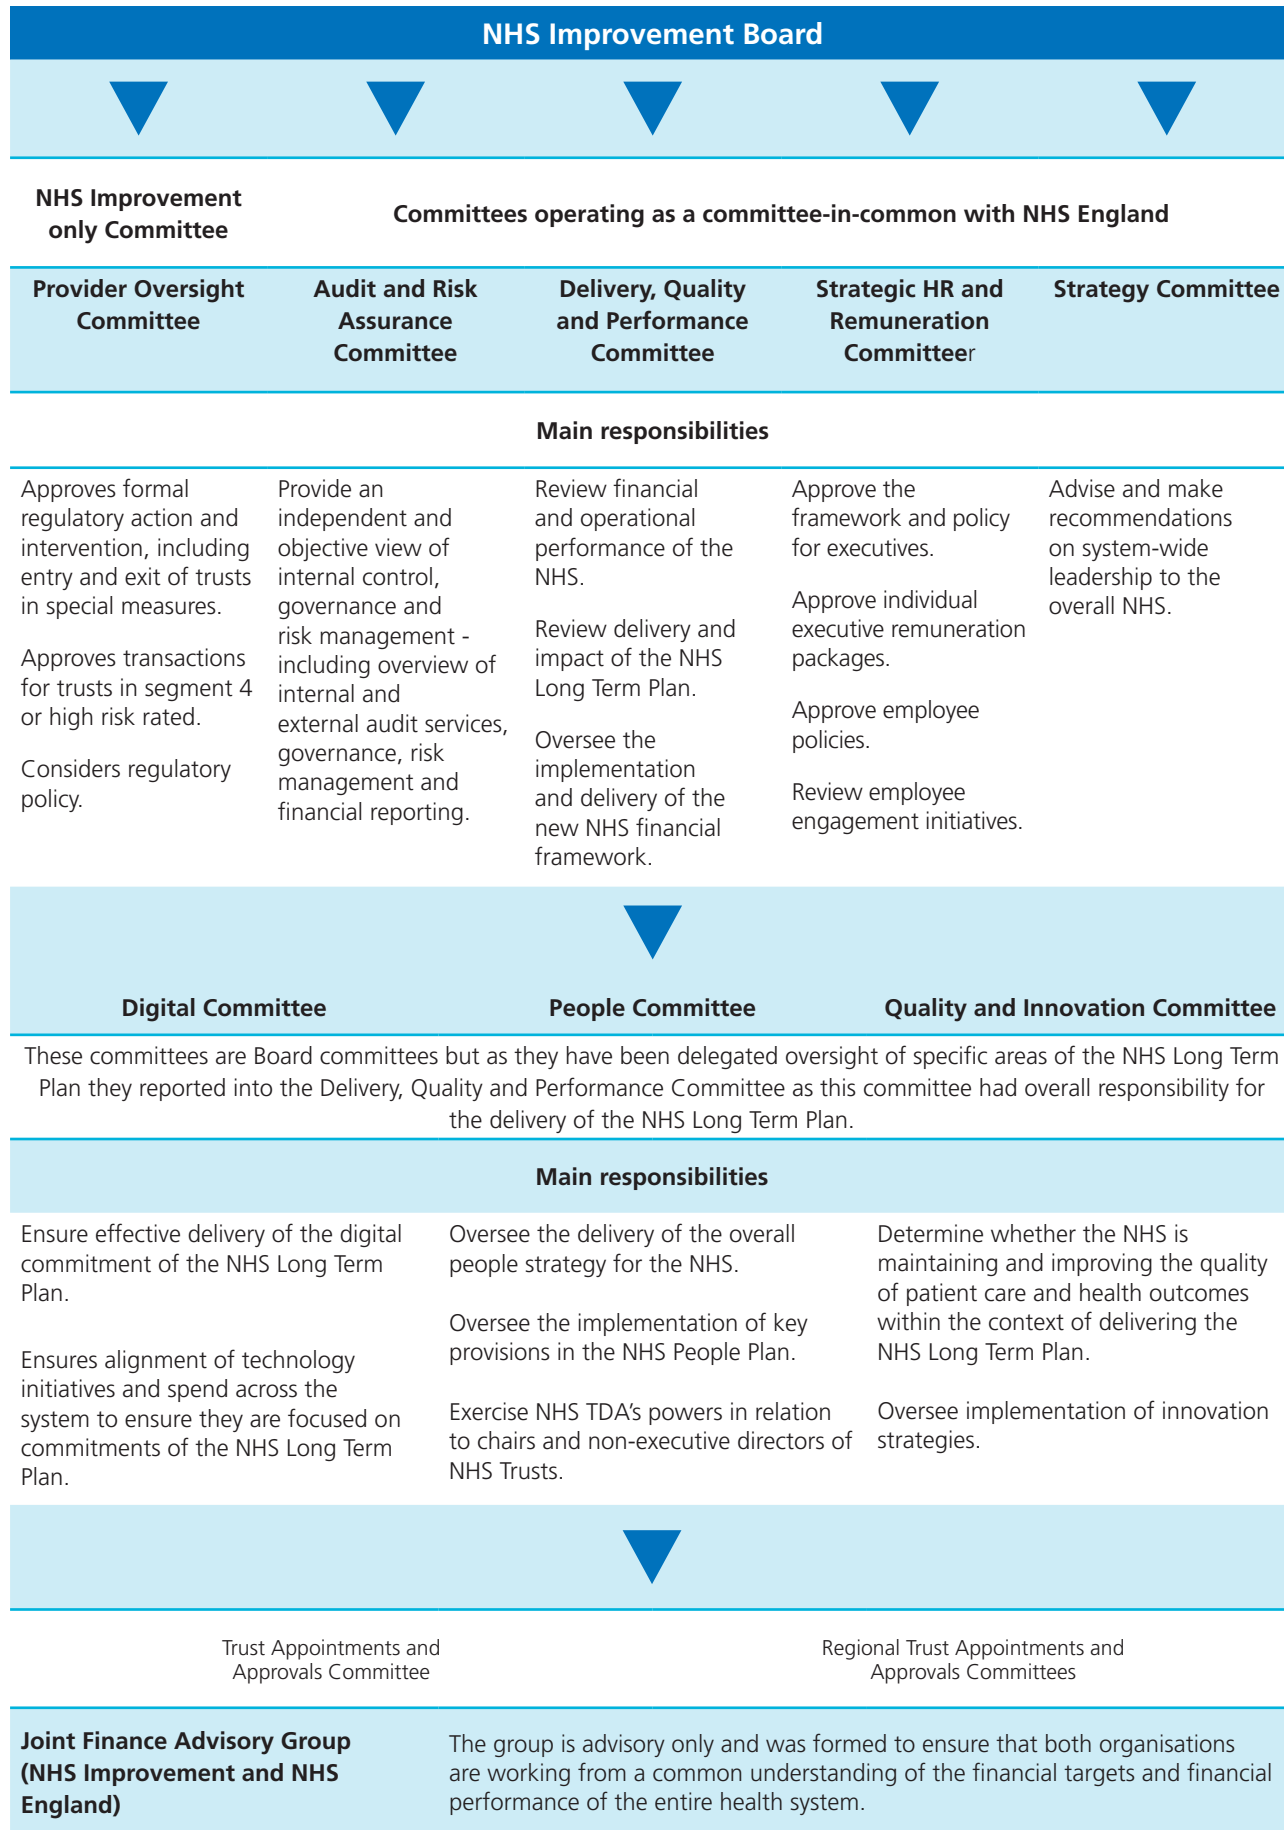 NHS Improvement Board
NHS Improvement
only Committee
Committees operating as a committee-in-common with NHS England
Provider Oversight
Committee
Audit and Risk
Assurance
Committee
Delivery, Quality
and Performance
Committee
Strategic HR and
Remuneration
Committeer
Strategy Committee
Main responsibilities
Approves formal
regulatory action and
intervention, including
entry and exit of trusts
in special measures.
Approves transactions
for trusts in segment 4
or high risk rated.
Considers regulatory
policy.
Provide an
independent and
objective view of
internal control,
governance and
risk management -
including overview of
internal and
external audit services,
governance, risk
management and
financial reporting.
Review financial
and operational
performance of the
NHS.
Review delivery and
impact of the NHS
Long Term Plan.
Oversee the
implementation
and delivery of the
new NHS financial
framework.
Approve the
framework and policy
for executives.
Approve individual
executive remuneration
packages.
Approve employee
policies.
Review employee
engagement initiatives.
Advise and make
recommendations
on system-wide
leadership to the
overall NHS.
Digital Committee
People Committee
Quality and Innovation Committee
These committees are Board committees but as they have been delegated oversight of specific areas of the NHS Long Term
Plan they reported into the Delivery, Quality and Performance Committee as this committee had overall responsibility for
the delivery of the NHS Long Term Plan.
Main responsibilities
Ensure effective delivery of the digital
commitment of the NHS Long Term
Plan.
Ensures alignment of technology
initiatives and spend across the
system to ensure they are focused on
commitments of the NHS Long Term
Plan.
Oversee the delivery of the overall
people strategy for the NHS.
Oversee the implementation of key
provisions in the NHS People Plan.
Exercise NHS TDA's powers in relation
to chairs and non-executive directors of
NHS Trusts.
Determine whether the NHS is
maintaining and improving the quality
of patient care and health outcomes
within the context of delivering the
NHS Long Term Plan.
Oversee implementation of innovation
strategies.
Trust Appointments and
Approvals Committee
Regional Trust Appointments and
Approvals Committees
Joint Finance Advisory Group
(NHS Improvement and NHS
England)
The group is advisory only and was formed to ensure that both organisations
are working from a common understanding of the financial targets and financial
performance of the entire health system.